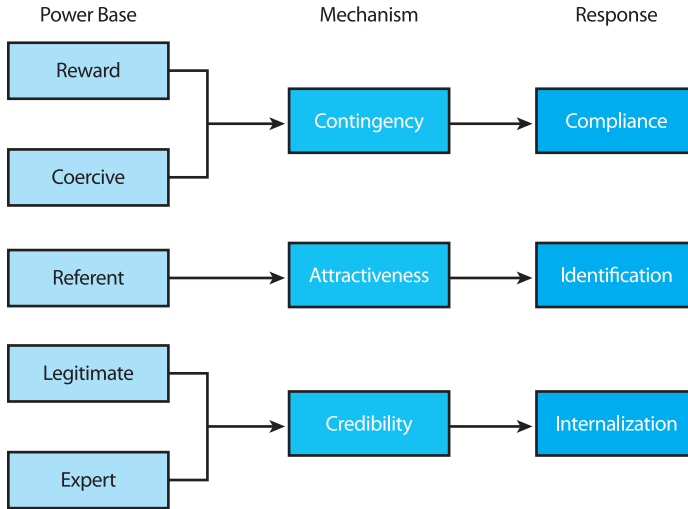 Power Base
Mechanism
Response
Reward
Contingency
Compliance
Coercive
Referent
Attractiveness
Identification
Legitimate
Credibility
Internalization
Expert